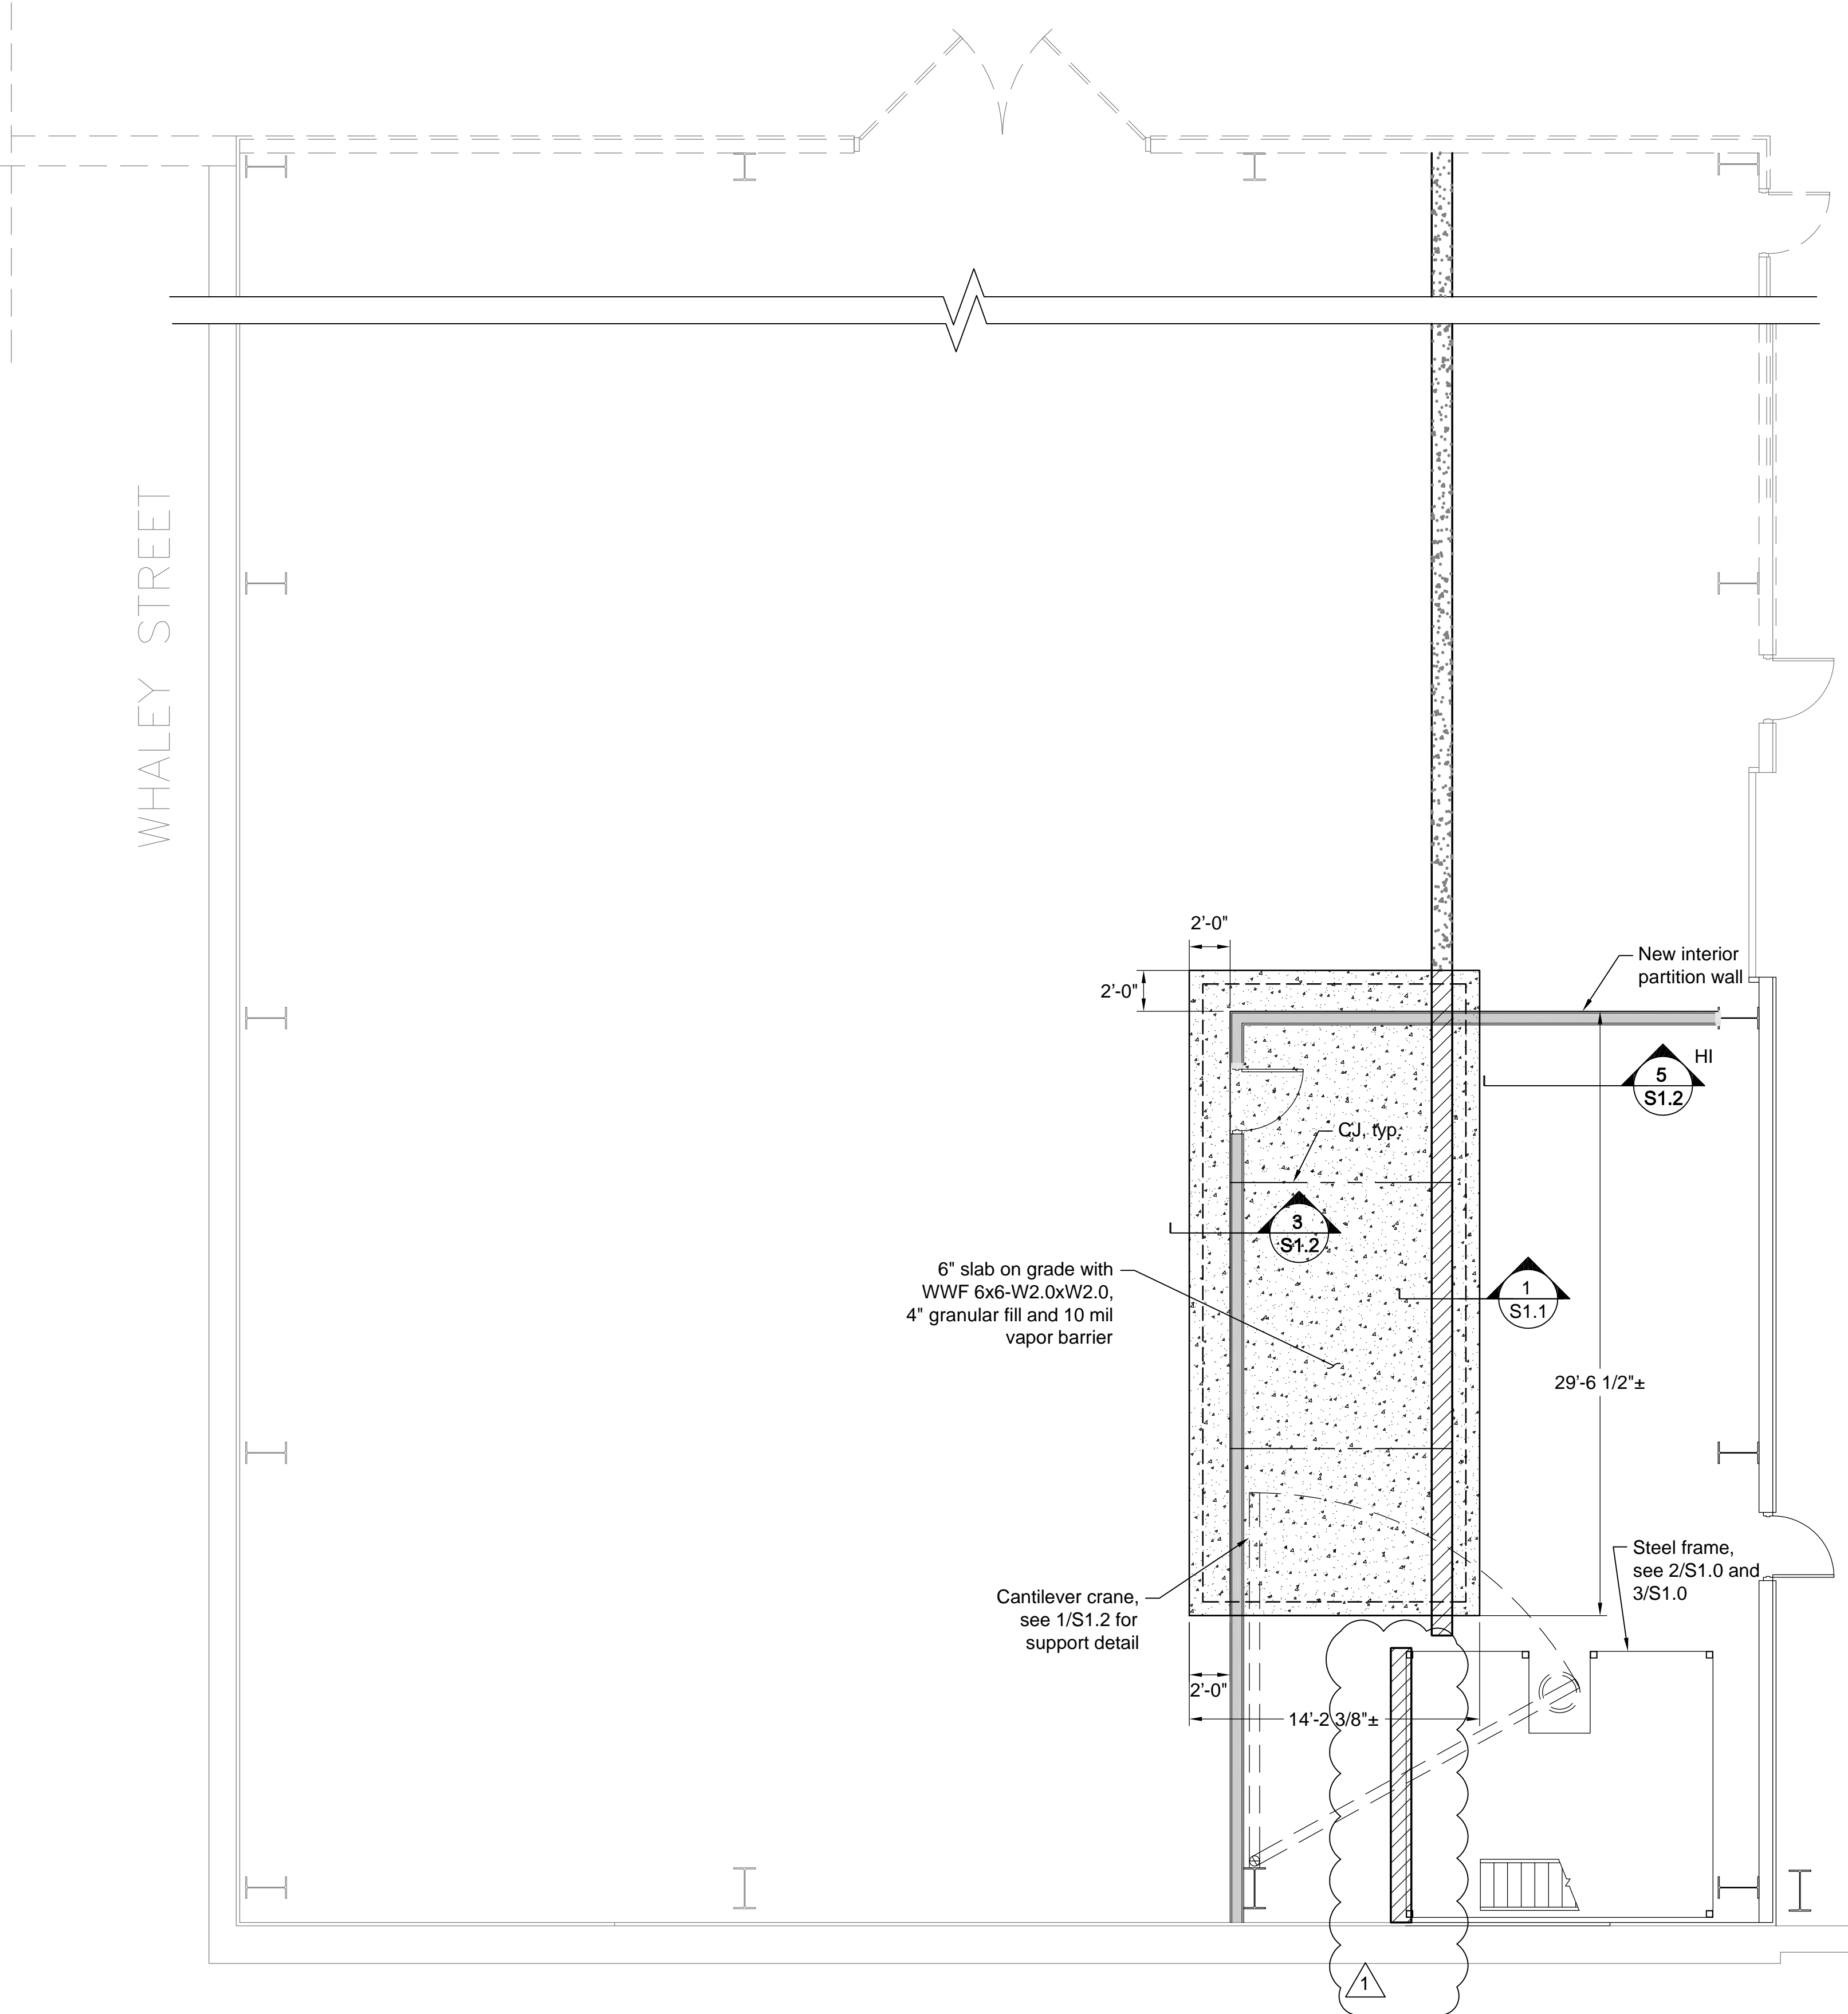 WHALEY STREET
2'-0"
2'-0"
New interior
partition wall
HI
5
S1.2
CJ, typ.
3
S1.2
6" slab on grade with
WWF 6x6-W2.0xW2.0,
4" granular fill and 10 mil
vapor barrier
1
S1.1
29'-6 1/2"±
Steel frame,
see 2/S1.0 and
3/S1.0
Cantilever crane,
see 1/S1.2 for
support detail
2'-0"
14'-2 3/8"±
1